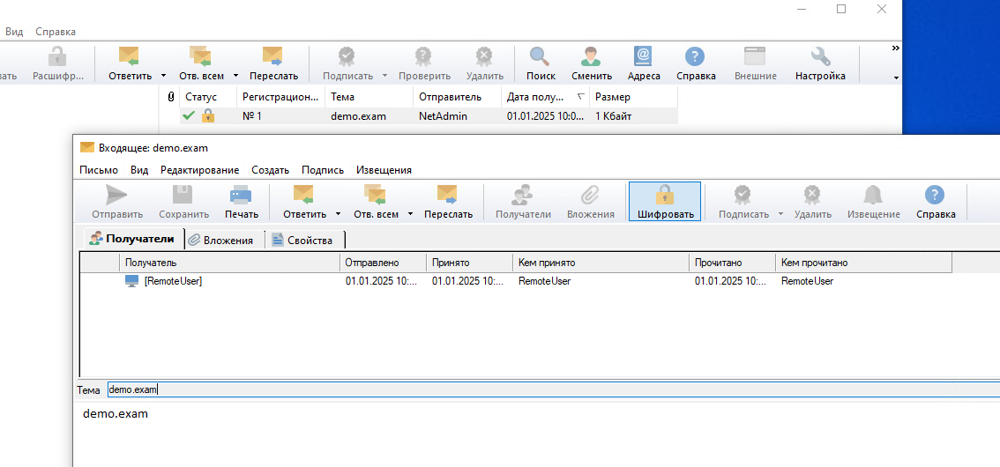 Вид Справка
»
ать Расшифр... Ответить Отв. всем Переслать Подписать Проверить Удалить Поиск Сменить Адреса Справка Внешние Настройка
Статус Регистрацион... Тема Отправитель Дата полу... Размер
№ 1 demo.exam NetAdmin 01.01.2025 10:0... 1 Кбайт
Входящее: demo.exam
Письмо Вид Редактирование Создать Подпись Извещения
Отправить Сохранить Печать Ответить Отв. всем Переслать Получатели Вложения Шифровать Подписать Удалить Извещение Справка
Получатели Вложения Свойства
Получатель Отправлено Принято Кем принято Прочитано Кем прочитано
[RemoteUser] 01.01.2025 10:... 01.01.2025 10:... RemoteUser 01.01.2025 10:... RemoteUser
Тема demo.exam
demo.exam